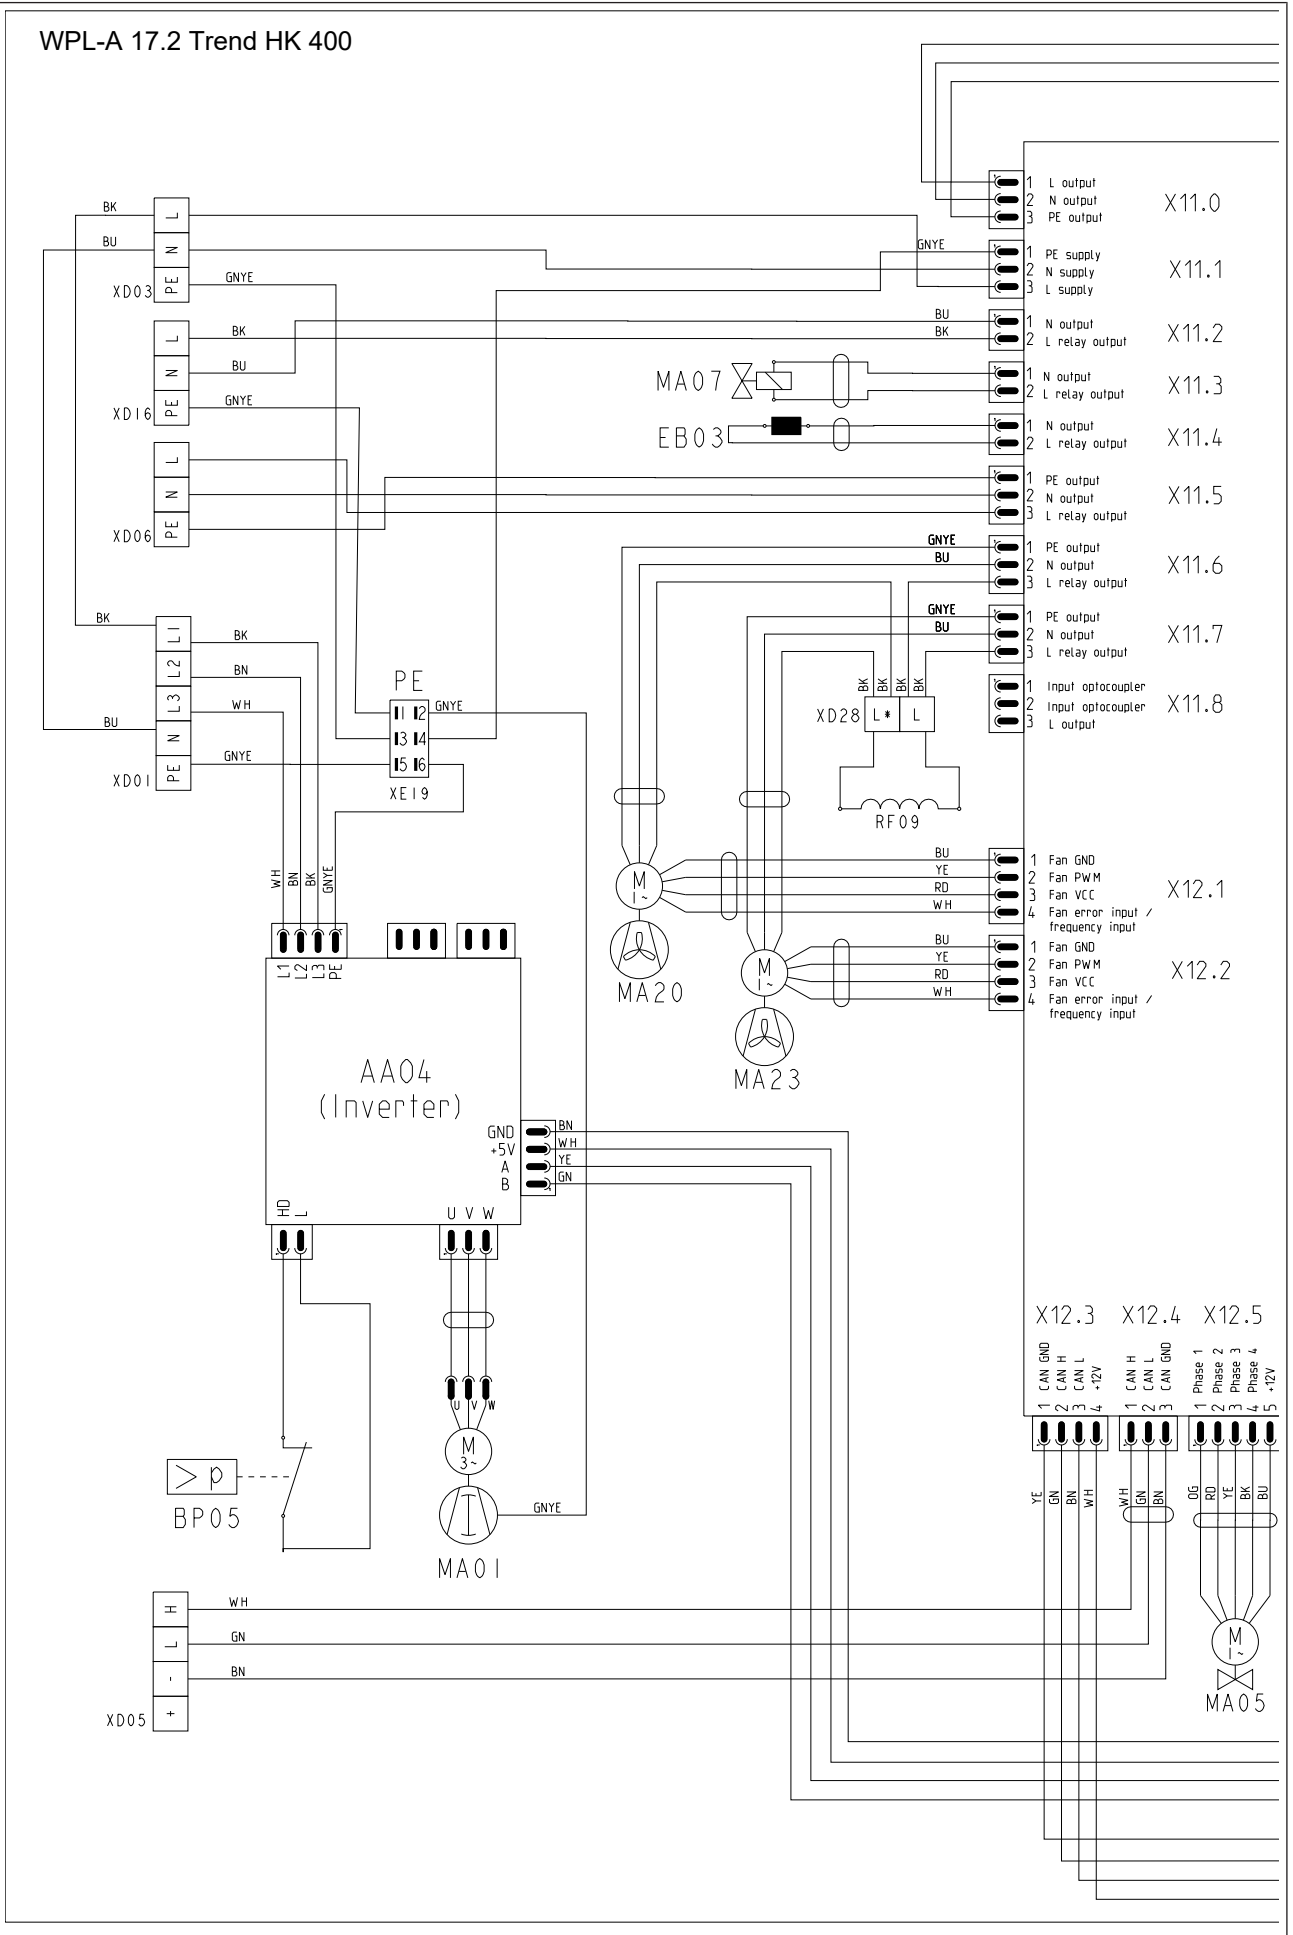 WPL-A 17.2 Trend HK 400
1 L output
2 N output
3 PE output
X11.0
BK
L
BU
N
GNYE
PE
XD03
GNYE
1 PE supply
2 N supply
3 L supply
X11.1
BU
BK
1 N output
2 L relay output
X11.2
BK
L
BU
N
GNYE
PE
XD16
MA07
1 N output
2 L relay output
X11.3
EB03
1 N output
2 L relay output
X11.4
L
N
PE
XD06
1 PE output
2 N output
3 L relay output
X11.5
GNYE
BU
1 PE output
2 N output
3 L relay output
X11.6
GNYE
BU
1 PE output
2 N output
3 L relay output
X11.7
1 Input optocoupler
2 Input optocoupler
3 L output
X11.8
BK
L1
BK
L2
BN
L3
WH
BU
N
GNYE
PE
XD01
PE
1 2
GNYE
3 4
5 6
XE19
BK BK BK BK
XD28
L* L
RF09
WH BN BK GNYE
L1 L2 L3 PE
M
1~
MA20
BU
YE
RD
WH
1 Fan GND
2 Fan PWM
3 Fan VCC
4 Fan error input /
frequency input
X12.1
M
1~
MA23
BU
YE
RD
WH
1 Fan GND
2 Fan PWM
3 Fan VCC
4 Fan error input /
frequency input
X12.2
AA04
(Inverter)
GND BN
+5V WH
A YE
B GN
HD L
U V W
U V W
M
3~
GNYE
MA01
>p
BP05
X12.3
1 CAN GND
2 CAN H
3 CAN L
4 +12V
X12.4
1 CAN H
2 CAN L
3 CAN GND
X12.5
1 Phase 1
2 Phase 2
3 Phase 3
4 Phase 4
5 +12V
YE GN BN WH
WH GN BN
OG RD YE BK BU
M
1~
MA05
H
WH
L
GN
-
BN
+
XD05